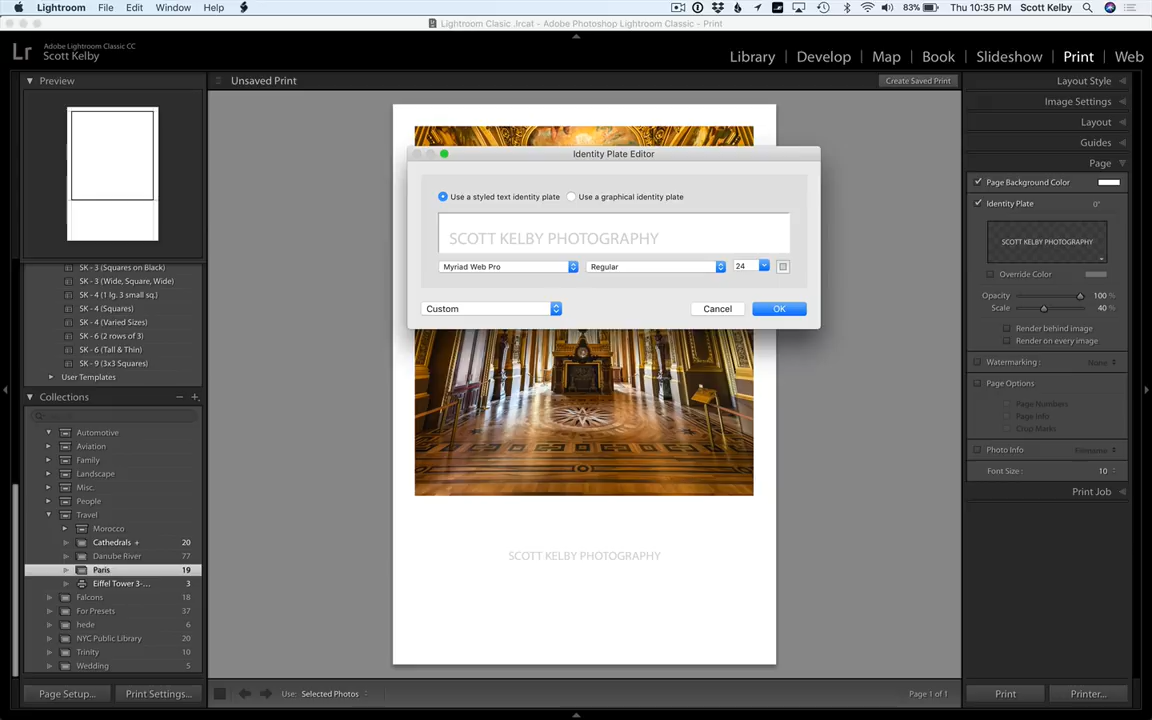 Lightroom File Edit Window Help 83% Thu 10:35 PM Scott Kelby
Lightroom Clasic .lrcat - Adobe Photoshop Lightroom Classic - Print
Lr Adobe Lightroom Classic CC
Scott Kelby
Library | Develop | Map | Book | Slideshow | Print | Web
Preview
Unsaved Print
Create Saved Print
Layout Style
Image Settings
Layout
Guides
Page
Page Background Color
Identity Plate 0°
SCOTT KELBY PHOTOGRAPHY
Override Color
Opacity 100 %
Scale 40 %
Render behind image
Render on every image
Watermarking : None
Page Options
Page Numbers
Page Info
Crop Marks
Photo Info Filename
Font Size : 10
Print Job
Identity Plate Editor
Use a styled text identity plate
Use a graphical identity plate
SCOTT KELBY PHOTOGRAPHY
Myriad Web Pro
Regular
24
Custom
Cancel
OK
SCOTT KELBY PHOTOGRAPHY
SK - 3 (Squares on Black)
SK - 3 (Wide, Square, Wide)
SK - 4 (1 lg. 3 small sq.)
SK - 4 (Squares)
SK - 4 (Varied Sizes)
SK - 6 (2 rows of 3)
SK - 6 (Tall & Thin)
SK - 9 (3x3 Squares)
User Templates
Collections − +
Automotive
Aviation
Family
Landscape
Misc.
People
Travel
Morocco
Cathedrals + 20
Danube River 77
Paris 19
Eiffel Tower 3-... 3
Falcons 18
For Presets 37
hede 6
NYC Public Library 20
Trinity 10
Wedding 5
Page Setup...
Print Settings...
Use: Selected Photos
Page 1 of 1
Print
Printer...